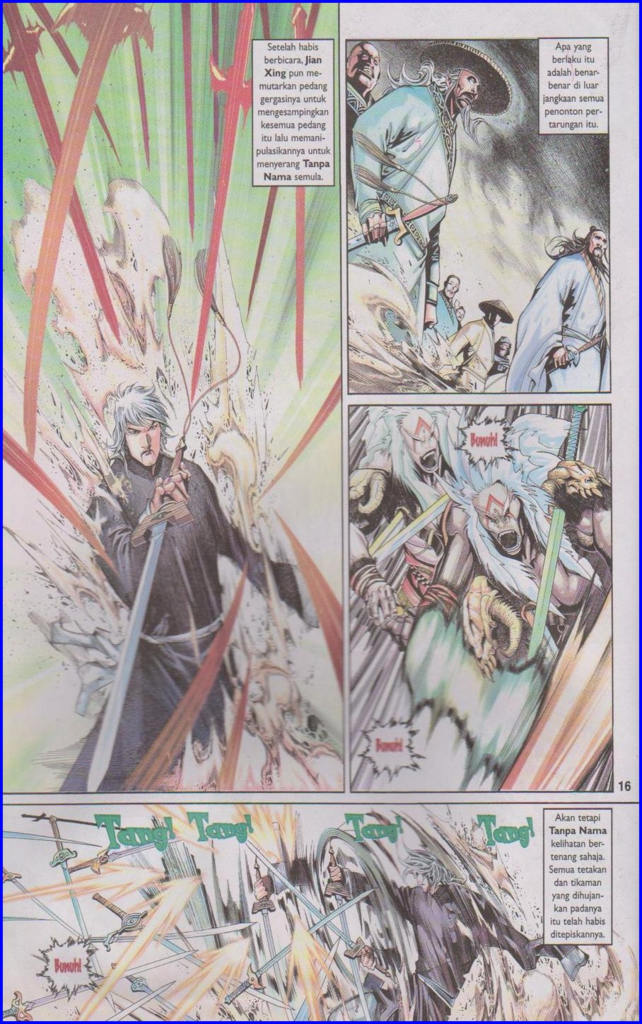 Setelah habis
berbicara, Jian
Xing pun me-
mutarkan pedang
gergasinya untuk
mengesampingkan
kesemua pedang
itu lalu memani-
pulasikannya untuk
menyerang Tanpa
Nama semula.
Apa yang
berlaku itu
adalah benar-
benar di luar
jangkaan semua
penonton per-
tarungan itu.
Bunuh!
Bunuh!
16
Tang! Tang! Tang! Tang!
Akan tetapi
Tanpa Nama
kelihatan ber-
tenang sahaja.
Semua tetakan
dan tikaman
yang dihujan-
kan padanya
itu telah habis
ditepiskannya.
Bunuh!